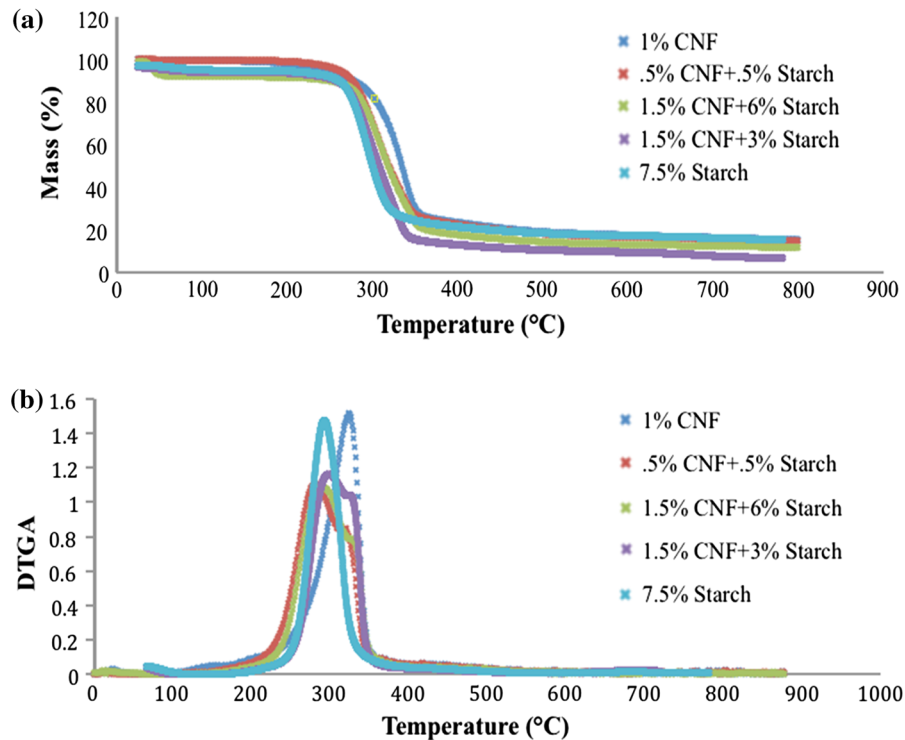 (a)
120
100
80
60
40
20
0
Mass (%)
0 100 200 300 400 500 600 700 800 900
Temperature (°C)
1% CNF
.5% CNF+.5% Starch
1.5% CNF+6% Starch
1.5% CNF+3% Starch
7.5% Starch
(b)
1.6
1.4
1.2
1
0.8
0.6
0.4
0.2
0
DTGA
0 100 200 300 400 500 600 700 800 900 1000
Temperature (°C)
1% CNF
.5% CNF+.5% Starch
1.5% CNF+6% Starch
1.5% CNF+3% Starch
7.5% Starch